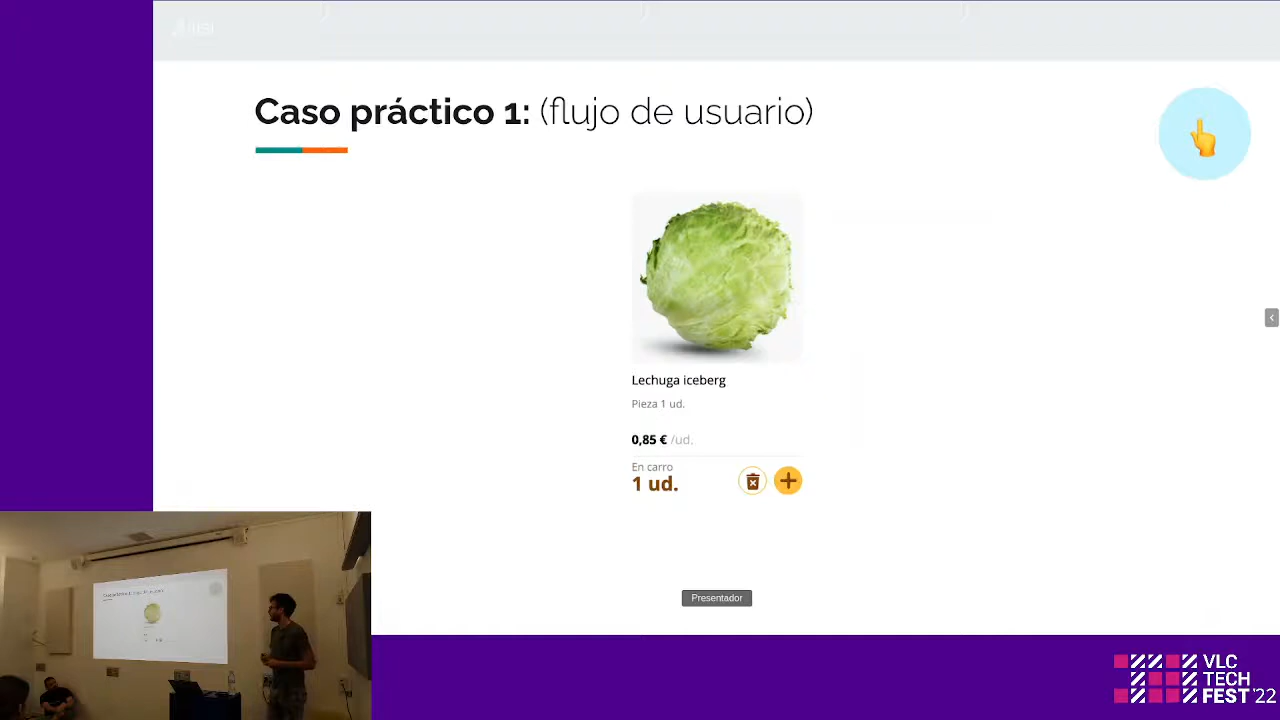 Caso práctico 1: (flujo de usuario)
Lechuga iceberg
Pieza 1 ud.
0,85 € /ud.
En carro
1 ud.
Presentador
VLC
TECH
FEST'22